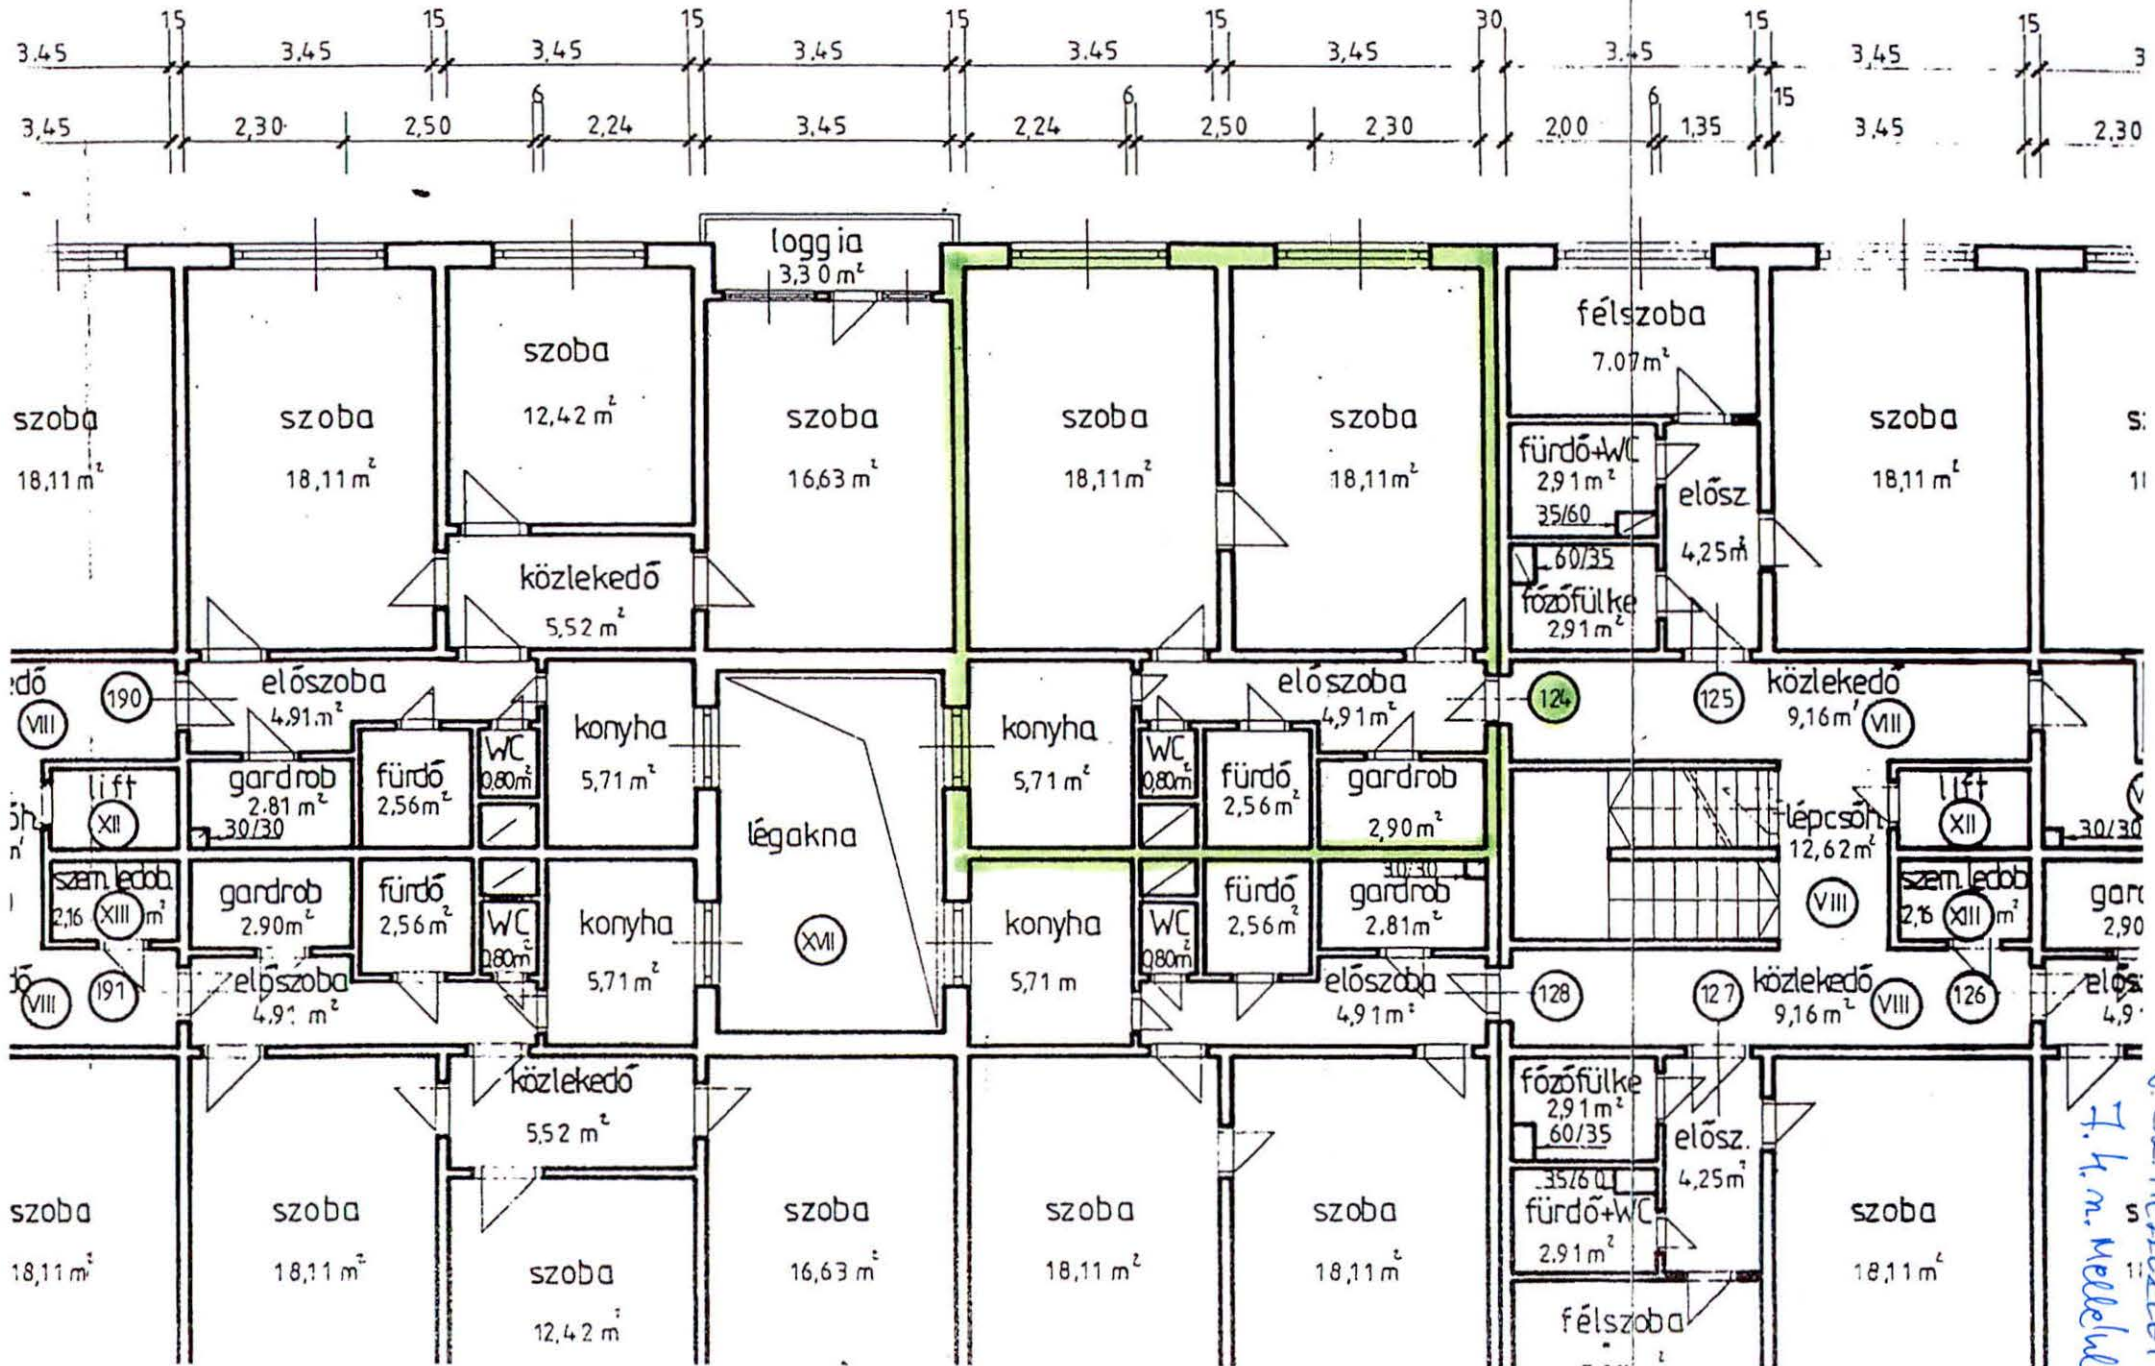 15 15 15 15 15 30 15 15
3.45 3,45 3,45 3,45 3.45 3,45 3.45 3,45 3
6 6 6 15
3,45 2,30 2,50 2,24 3,45 2,24 2,50 2,30 2,00 1,35 3,45 2.30
loggia
3,30 m²
szoba
18,11 m²
szoba
18,11 m²
szoba
12,42 m²
szoba
16,63 m²
szoba
18,11 m²
szoba
18,11 m²
félszoba
7.07 m²
fürdő+WC
2,91 m²
35/60
60/35
főzőfülke
2,91 m²
elősz.
4,25 m²
szoba
18,11 m²
közlekedő
5,52 m²
190
VIII
előszoba
4,91 m²
lift
XII
gardrob
2.81 m²
30/30
fürdő
2,56 m²
WC
0,80 m²
konyha
5,71 m²
légakna
XVII
konyha
5,71 m²
WC
0,80 m
fürdő
2,56 m²
előszoba
4,91 m²
gardrob
2,90 m²
124
125
közlekedő
9,16 m²
VIII
lépcsőh.
12,62 m²
VIII
lift
XII
30/30
szem.ledob.
2,16 XIII m²
gardrob
2.90 m²
fürdő
2,56 m²
WC
0,80 m²
konyha
5,71 m²
konyha
5,71 m
WC
0,80 m²
fürdő
2,56 m²
30/30
gardrob
2.81 m²
szem.ledob.
2,16 XIII m²
2,90
VIII
191
előszoba
4,91 m²
előszoba
4,91 m²
128
127
közlekedő
9,16 m²
VIII
126
közlekedő
5,52 m²
főzőfülke
2,91 m²
60/35
35/60
fürdő+WC
2.91 m²
elősz.
4,25 m²
szoba
18,11 m²
szoba
18,11 m²
szoba
12,42 m²
szoba
16,63 m²
szoba
18,11 m²
szoba
18,11 m²
szoba
18,11 m²
félszoba
7. 4. n.